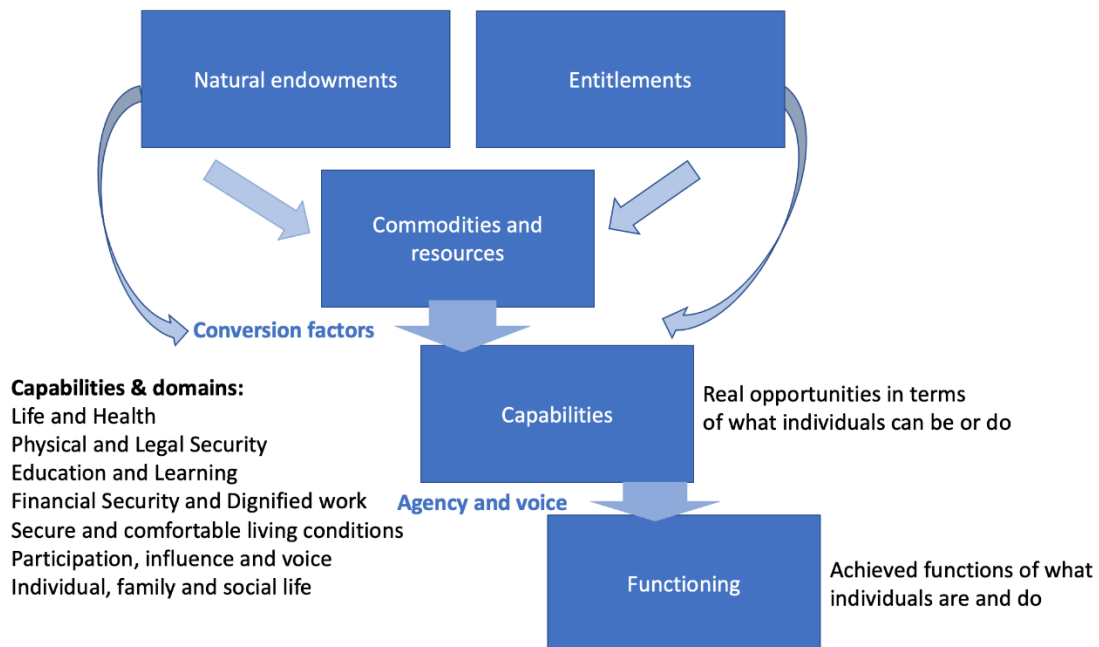 Natural endowments
Entitlements
Commodities and
resources
Conversion factors
Capabilities & domains:
Life and Health
Physical and Legal Security
Education and Learning
Financial Security and Dignified work
Secure and comfortable living conditions
Participation, influence and voice
Individual, family and social life
Capabilities
Real opportunities in terms
of what individuals can be or do
Agency and voice
Functioning
Achieved functions of what
individuals are and do